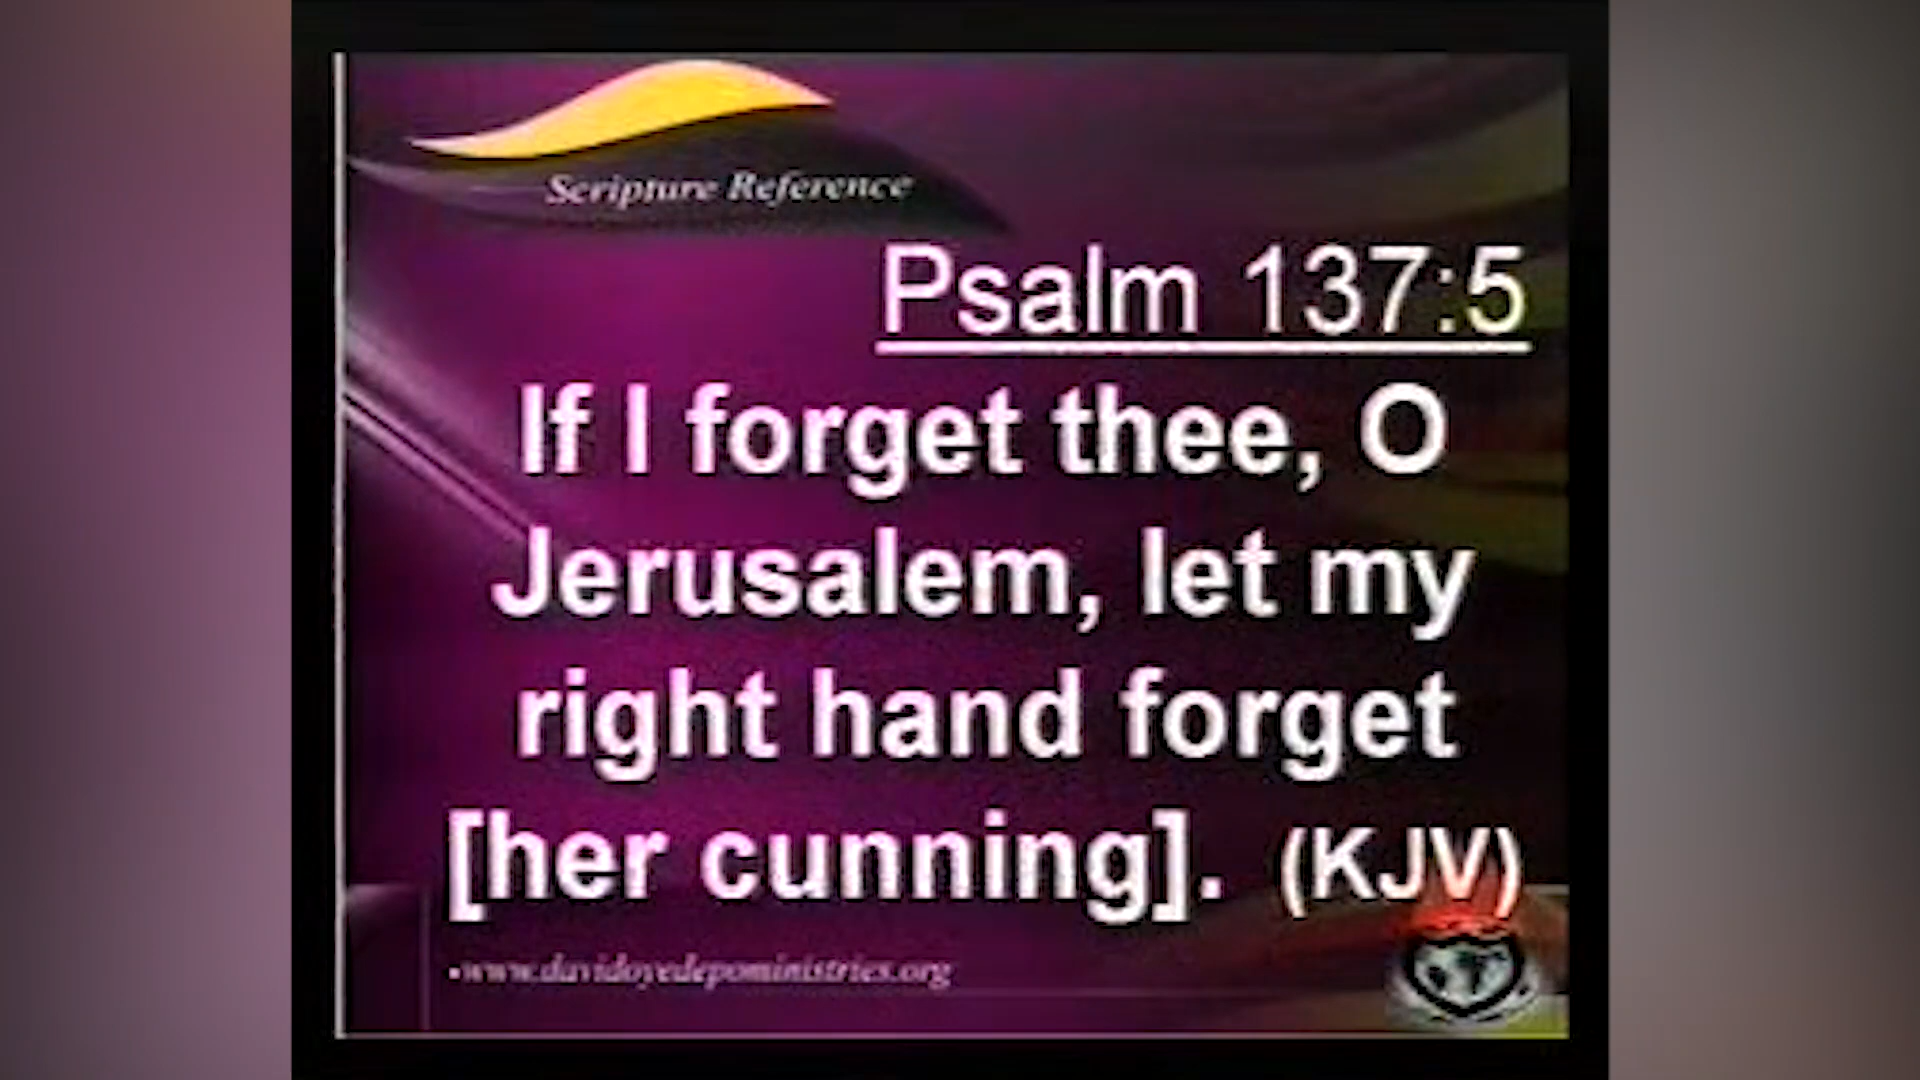 Scripture Reference
Psalm 137:5
If I forget thee, O
Jerusalem, let my
right hand forget
[her cunning]. (KJV)
•www.davidoyedepoministries.org